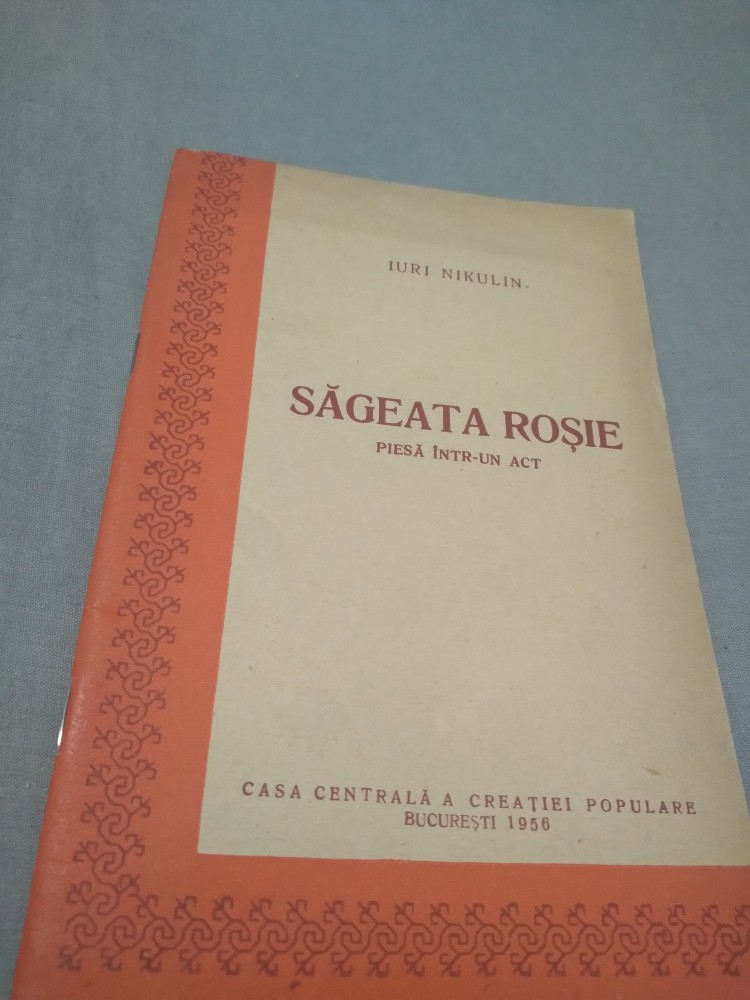 IURI NIKULIN
SĂGEATA ROȘIE
PIESĂ ÎNTR-UN ACT
CASA CENTRALĂ A CREAȚIEI POPULARE
BUCUREȘTI 1956